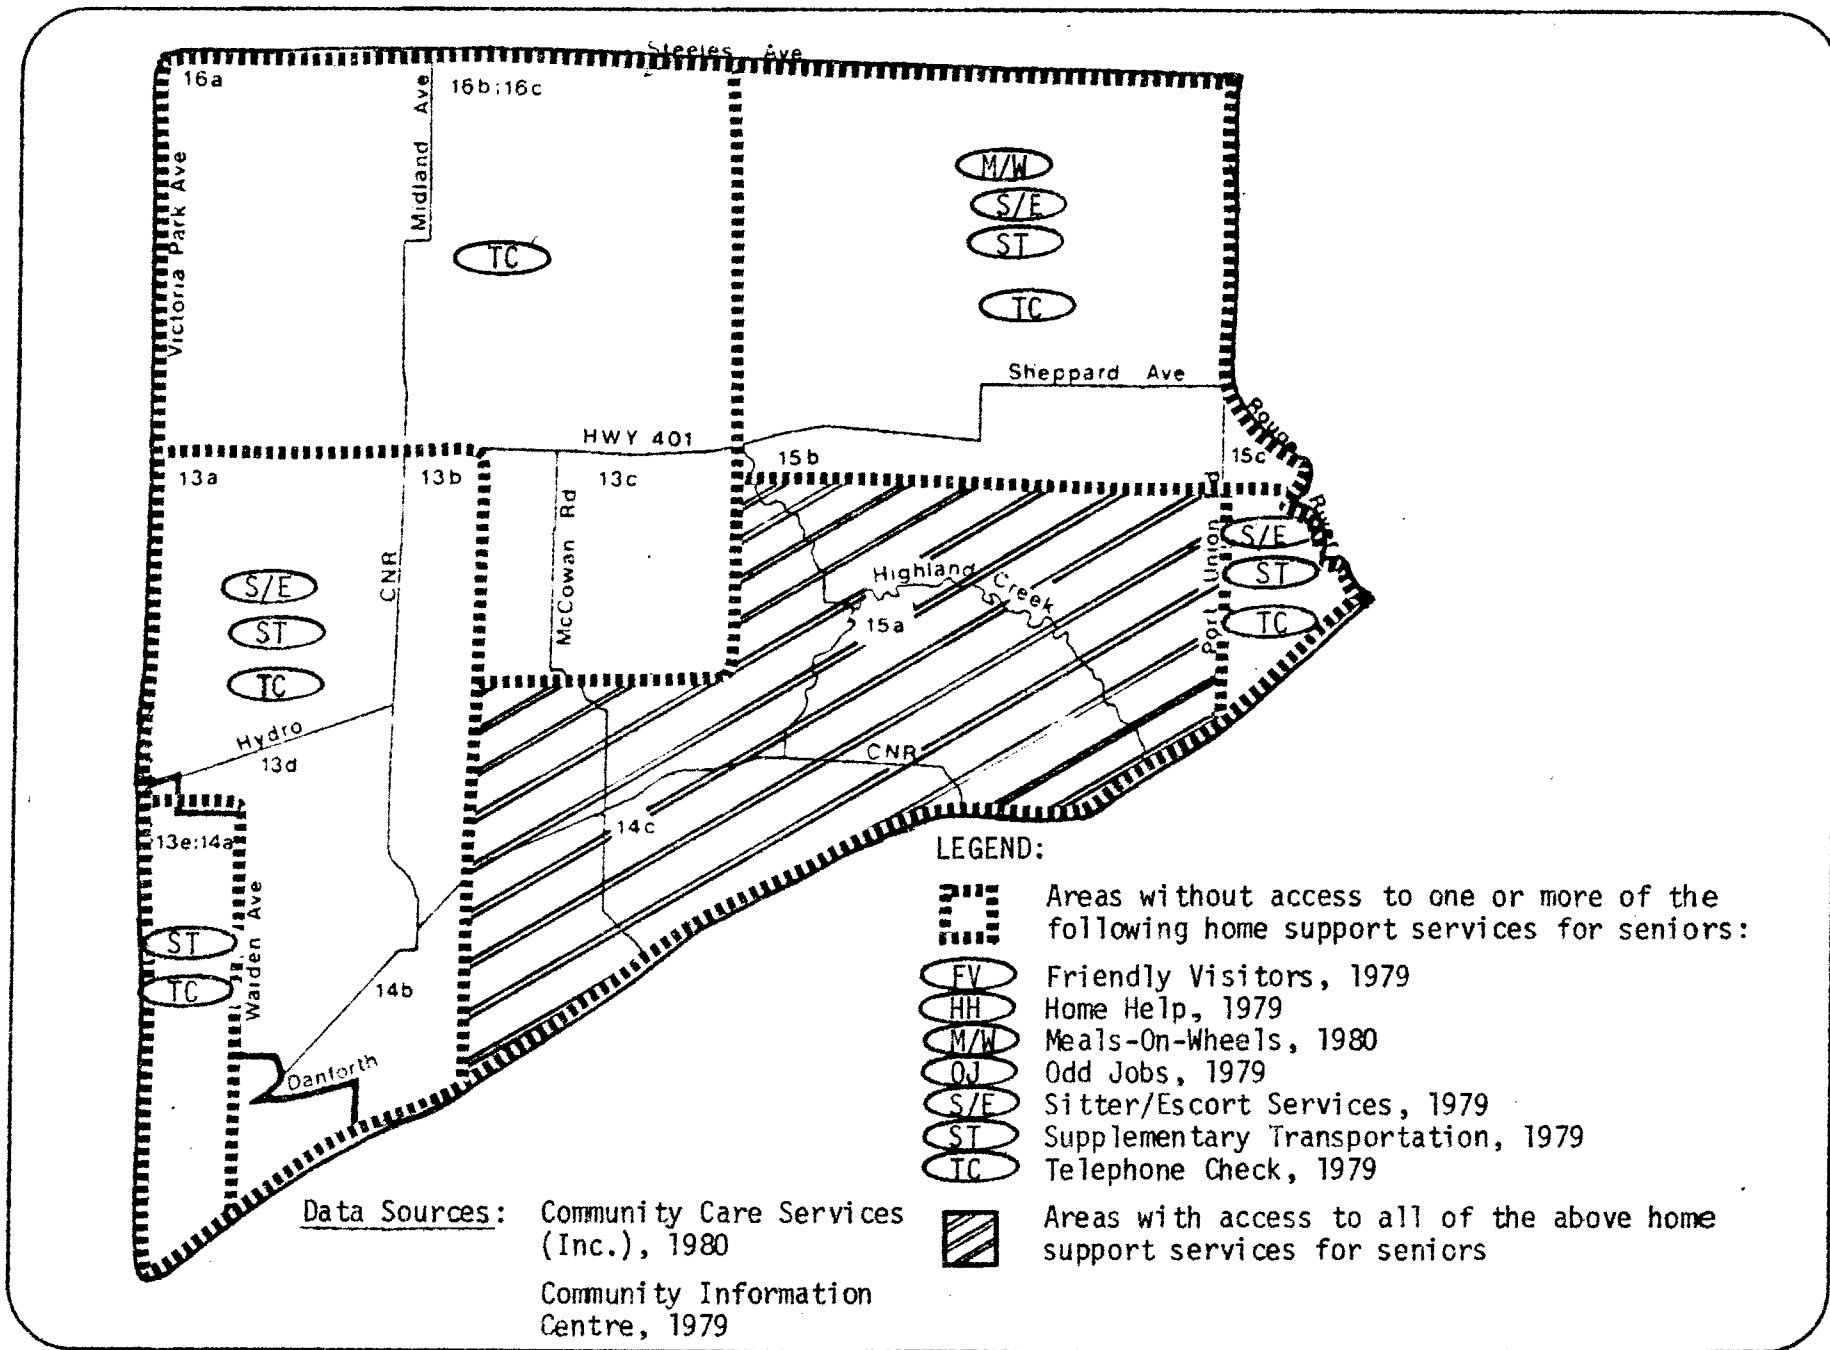 Steeles Ave
16a
Midland Ave
16b;16c
Victoria Park Ave
M/W
S/E
ST
TC
TC
Sheppard Ave
Rouge
River
HWY 401
13a
13b
13c
15b
15c
McCowan Rd
CNR
Port Union
S/E
ST
TC
S/E
ST
TC
Highland Creek
15a
Hydro
13d
CNR
14c
13e;14a
Warden Ave
ST
TC
14b
Danforth
LEGEND:
Areas without access to one or more of the
following home support services for seniors:
FV Friendly Visitors, 1979
HH Home Help, 1979
M/W Meals-On-Wheels, 1980
OJ Odd Jobs, 1979
S/E Sitter/Escort Services, 1979
ST Supplementary Transportation, 1979
TC Telephone Check, 1979
Areas with access to all of the above home
support services for seniors
Data Sources: Community Care Services
(Inc.), 1980
Community Information
Centre, 1979